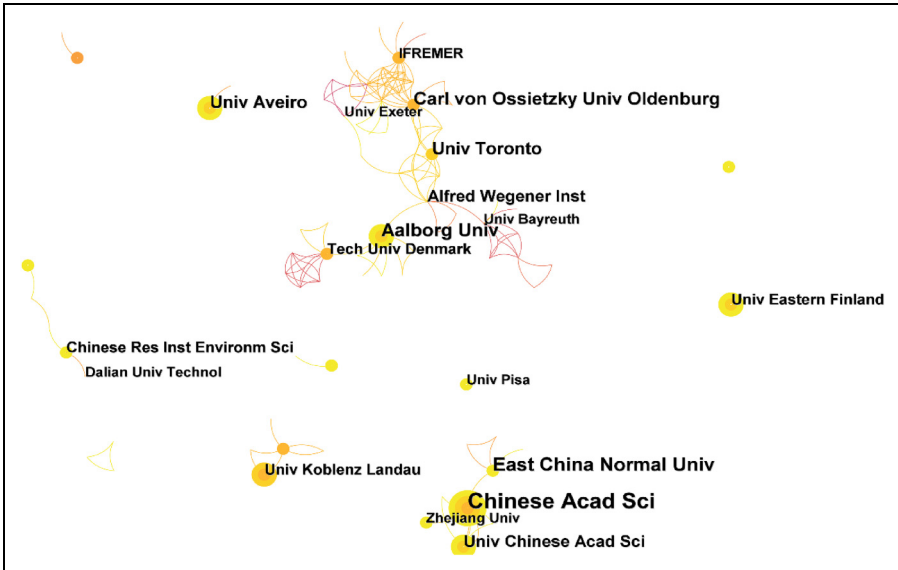 IFREMER
Univ Aveiro
Carl von Ossietzky Univ Oldenburg
Univ Exeter
Univ Toronto
Alfred Wegener Inst
Univ Bayreuth
Aalborg Univ
Tech Univ Denmark
Univ Eastern Finland
Chinese Res Inst Environm Sci
Dalian Univ Technol
Univ Pisa
East China Normal Univ
Univ Koblenz Landau
Chinese Acad Sci
Zhejiang Univ
Univ Chinese Acad Sci